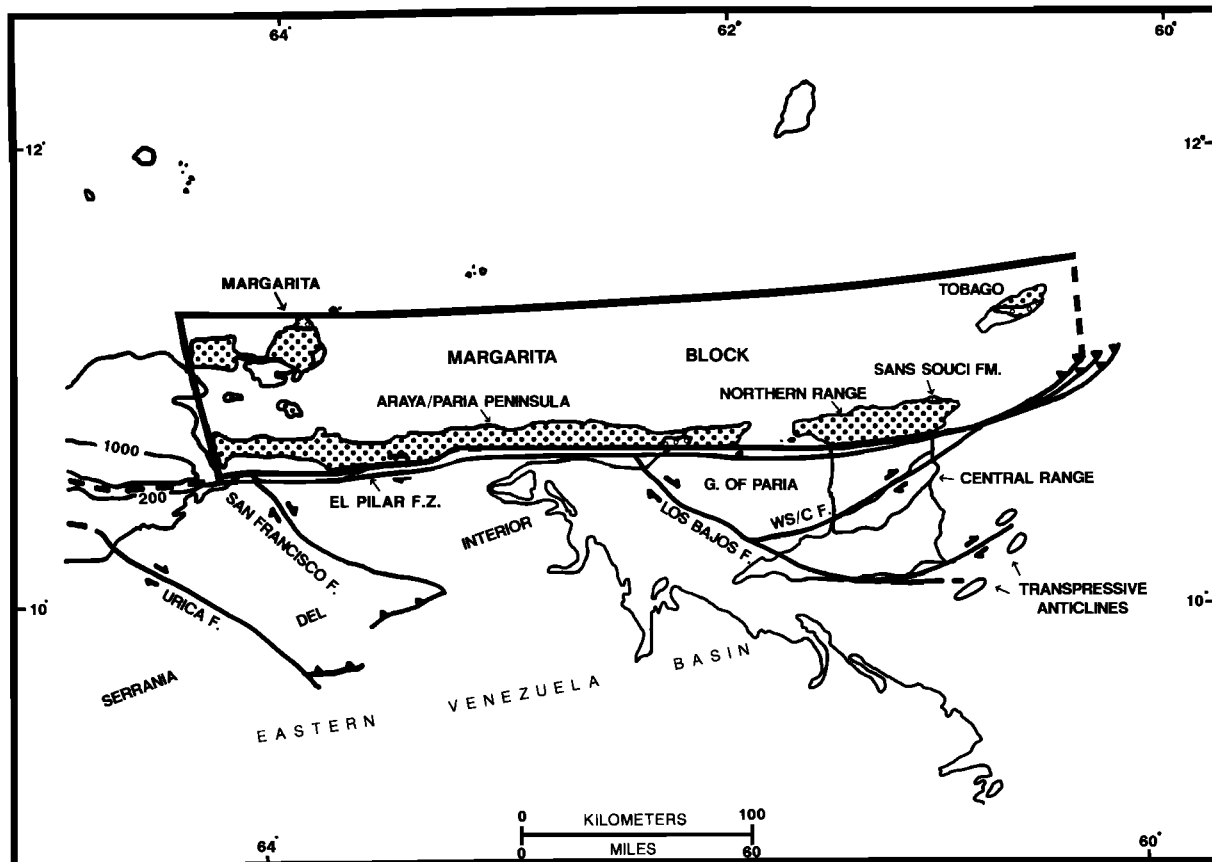 64°
62°
60°
12°
12°
MARGARITA
TOBAGO
MARGARITA BLOCK
SANS SOUCI FM.
NORTHERN RANGE
ARAYA/PARIA PENINSULA
1000
200
EL PILAR F.Z.
G. OF PARIA
CENTRAL RANGE
SAN FRANCISCO F.
INTERIOR
LOS BAJOS F.
WS/C F.
URICA F.
DEL
TRANSPRESSIVE
ANTICLINES
10°
10°
SERRANIA
EASTERN VENEZUELA BASIN
0 KILOMETERS 100
0 MILES 60
64°
60°